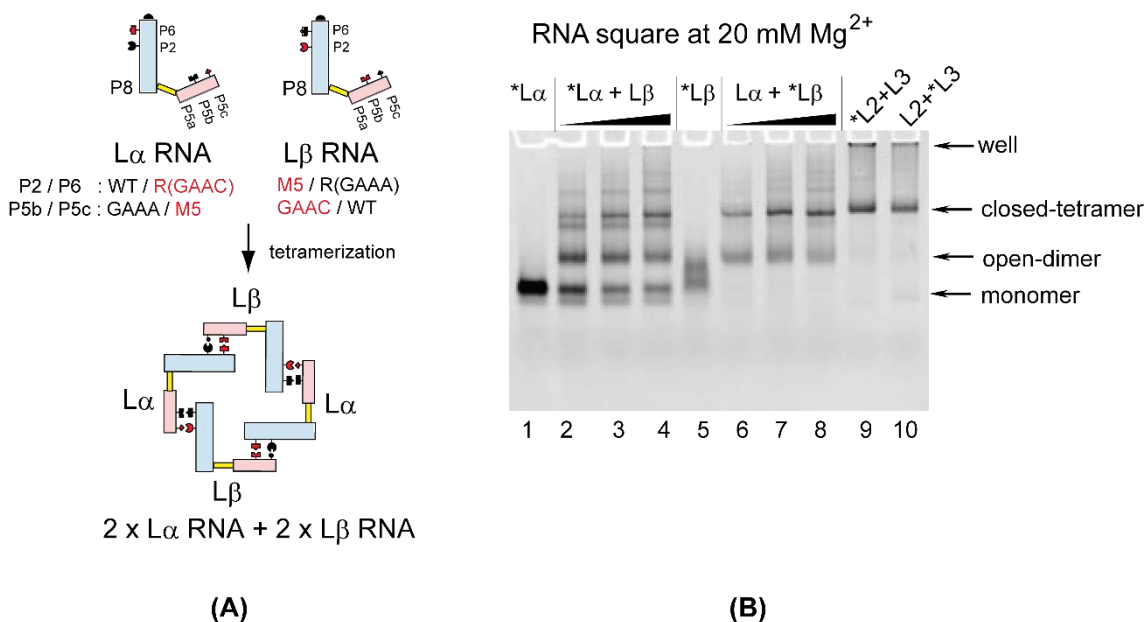 P6
P2
P8
P5a
P5b
P5c
Lα RNA
P6
P2
P8
P5a
P5b
P5c
Lβ RNA
P2 / P6 : WT / R(GAAC) M5 / R(GAAA)
P5b / P5c : GAAA / M5 GAAC / WT
tetramerization
Lβ
Lα
Lα
Lβ
2 x Lα RNA + 2 x Lβ RNA
(A)
RNA square at 20 mM Mg2+
*Lα
*Lα + Lβ
*Lβ
Lα + *Lβ
*L2+L3
L2+*L3
well
closed-tetramer
open-dimer
monomer
1 2 3 4 5 6 7 8 9 10
(B)